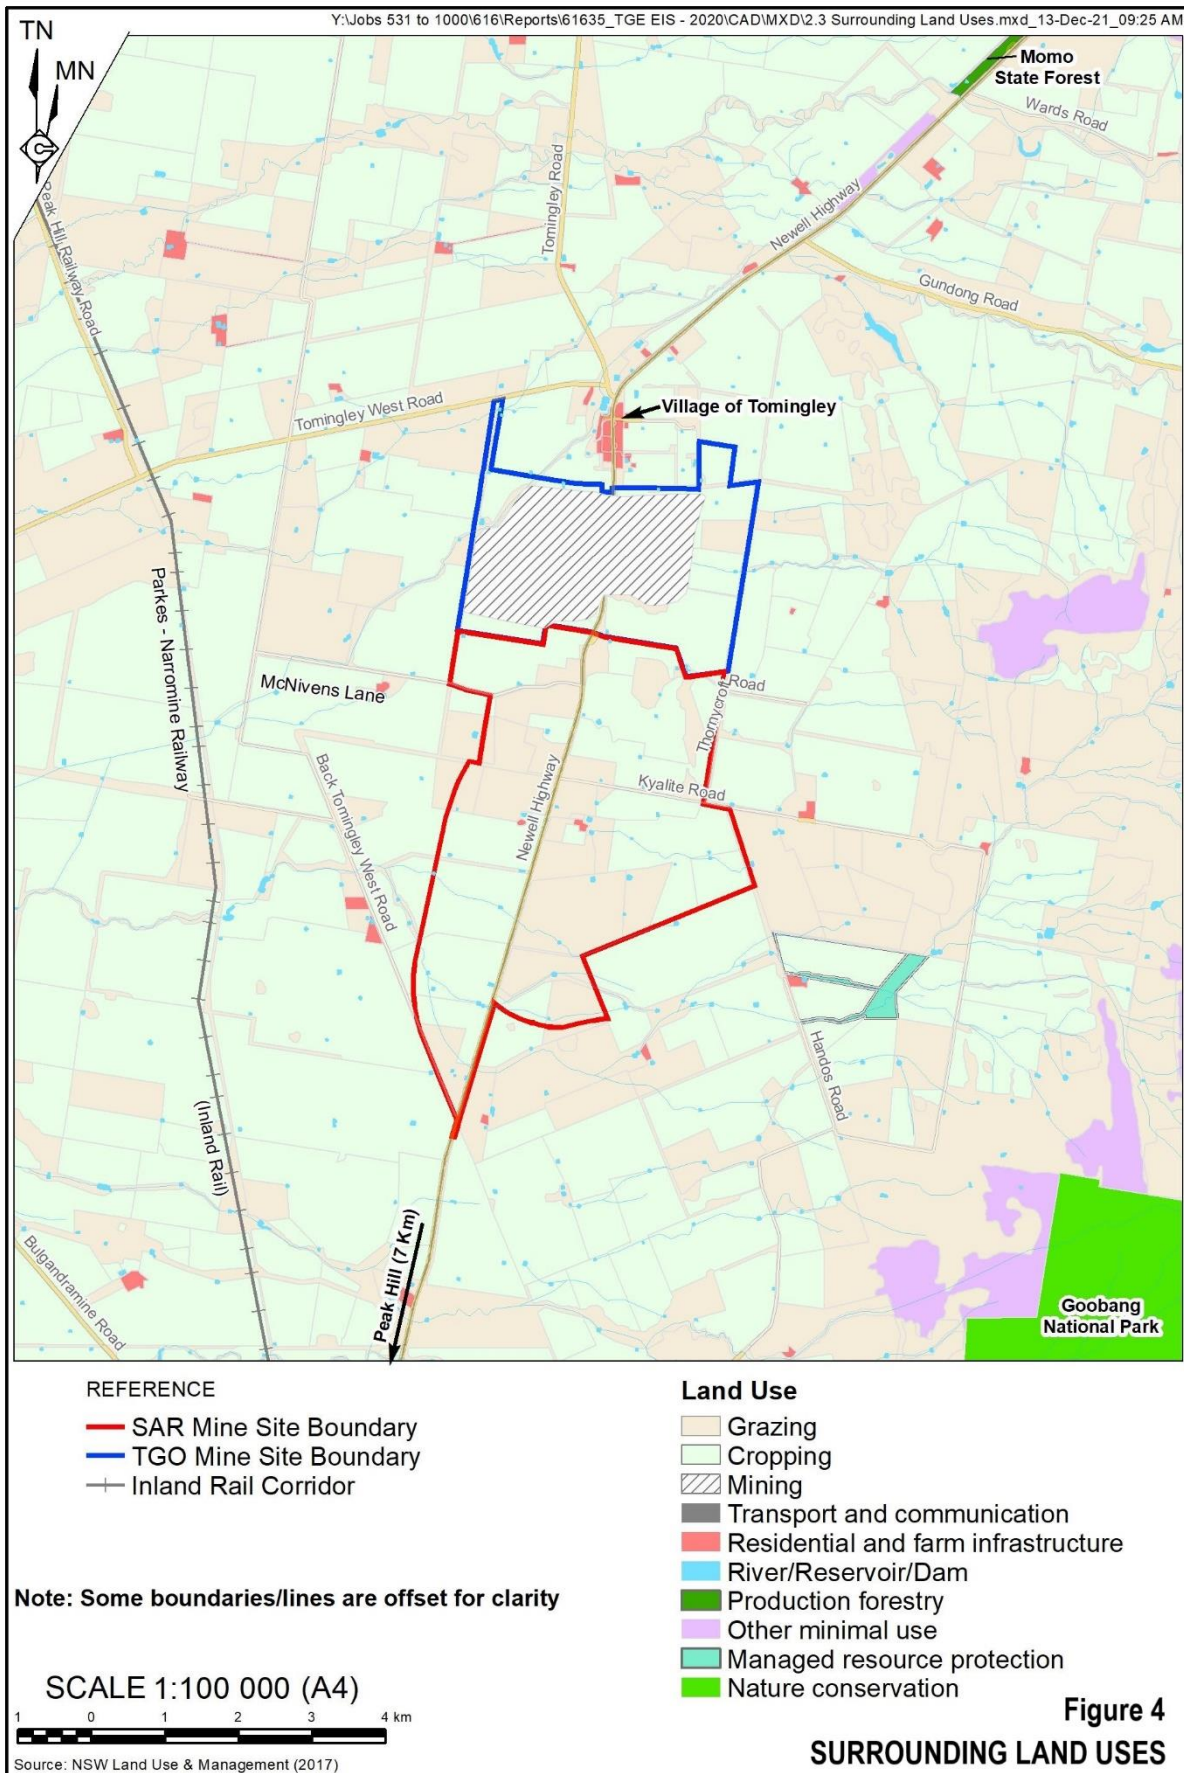 Y:\Jobs 531 to 1000\616\Reports\61635_TGE EIS - 2020\CAD\MXD\2.3 Surrounding Land Uses.mxd_13-Dec-21_09:25 AM
TN
MN
Momo
State Forest
Wards Road
Peak Hill Railway Road
Tomingley Road
Newell Highway
Gundong Road
Tomingley West Road
Village of Tomingley
Parkes - Narromine Railway
McNivens Lane
Thornycroft Road
Back Tomingley West Road
Newell Highway
Kyalite Road
Handos Road
(Inland Rail)
Bulgandramine Road
Peak Hill (7 Km)
Goobang
National Park
REFERENCE
SAR Mine Site Boundary
TGO Mine Site Boundary
Inland Rail Corridor
Note: Some boundaries/lines are offset for clarity
SCALE 1:100 000 (A4)
1 0 1 2 3 4 km
Source: NSW Land Use & Management (2017)
Land Use
Grazing
Cropping
Mining
Transport and communication
Residential and farm infrastructure
River/Reservoir/Dam
Production forestry
Other minimal use
Managed resource protection
Nature conservation
Figure 4
SURROUNDING LAND USES